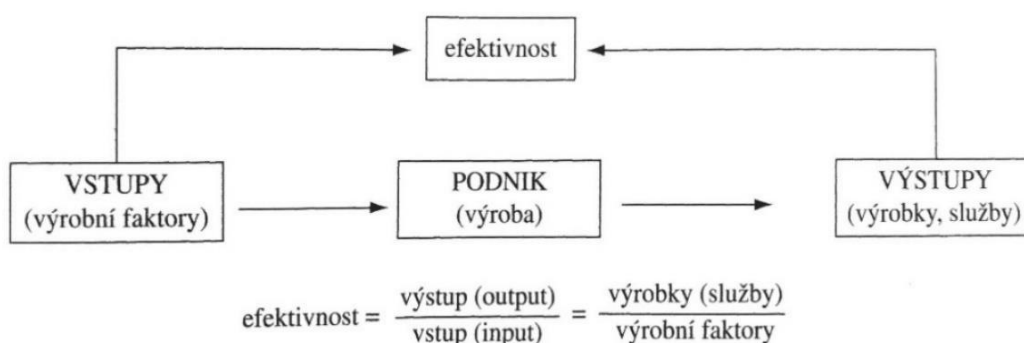 efektivnost
VSTUPY
(výrobní faktory)
PODNIK
(výroba)
VÝSTUPY
(výrobky, služby)
efektivnost = výstup (output) / vstup (input) = výrobky (služby) / výrobní faktory